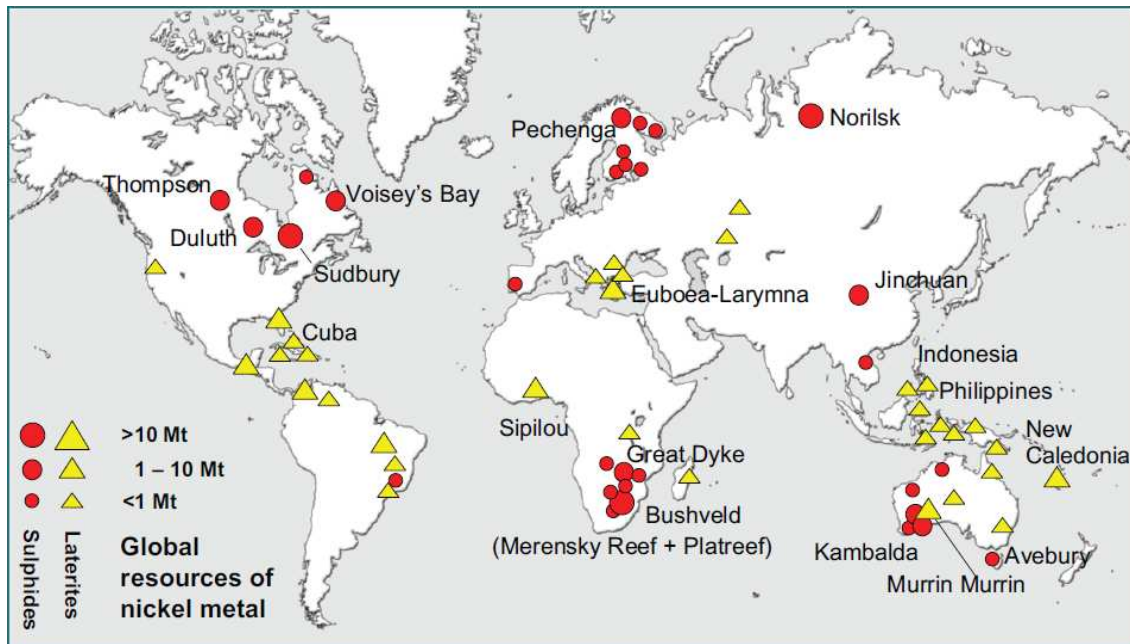 Pechenga
Norilsk
Thompson
Voisey's Bay
Duluth
Sudbury
Jinchuan
Euboea-Larymna
Cuba
Indonesia
Philippines
Sipilou
New
Caledonia
Great Dyke
Bushveld
(Merensky Reef + Platreef)
Kambalda
Avebury
Murrin Murrin
>10 Mt
1 – 10 Mt
<1 Mt
Sulphides
Laterites
Global
resources of
nickel metal